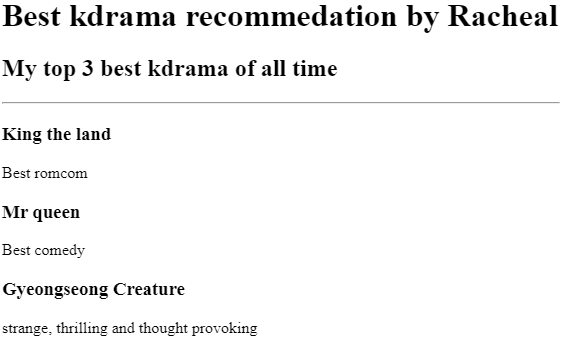 Best kdrama recommedation by Racheal
My top 3 best kdrama of all time
King the land
Best romcom
Mr queen
Best comedy
Gyeongseong Creature
strange, thrilling and thought provoking